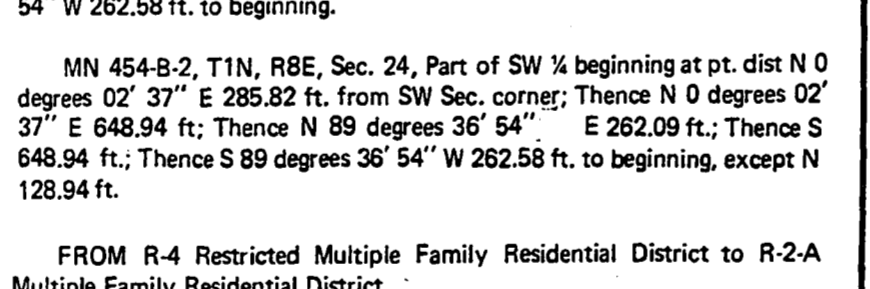 54" W 262.58 ft. to beginning.
MN 454-B-2, T1N, R8E, Sec. 24, Part of SW ¼ beginning at pt. dist N 0
degrees 02' 37" E 285.82 ft. from SW Sec. corner; Thence N 0 degrees 02'
37" E 648.94 ft; Thence N 89 degrees 36' 54" E 262.09 ft.; Thence S
648.94 ft.; Thence S 89 degrees 36' 54" W 262.58 ft. to beginning, except N
128.94 ft.
FROM R-4 Restricted Multiple Family Residential District to R-2-A
Multiple Family Residential District